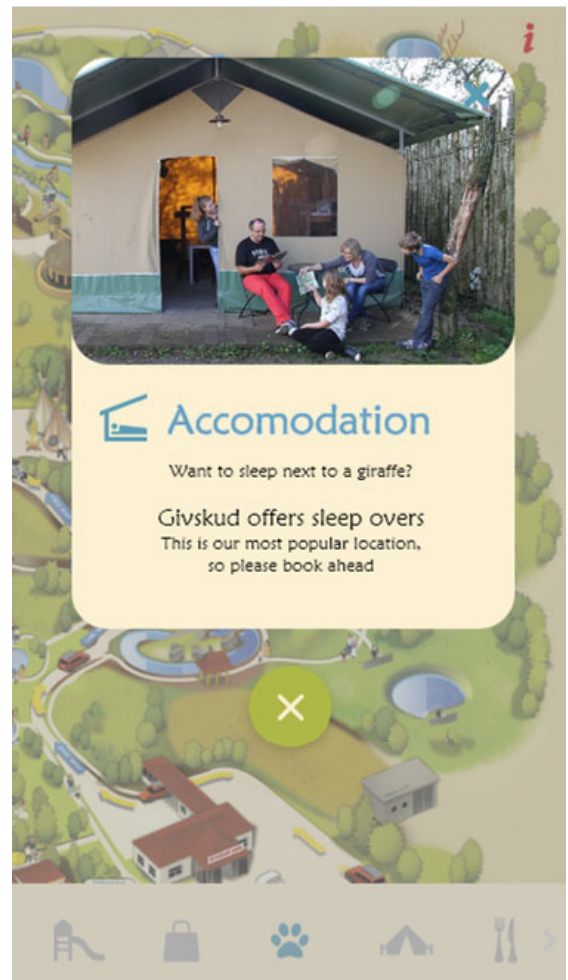 i
Accomodation
Want to sleep next to a giraffe?
Givskud offers sleep overs
This is our most popular location,
so please book ahead